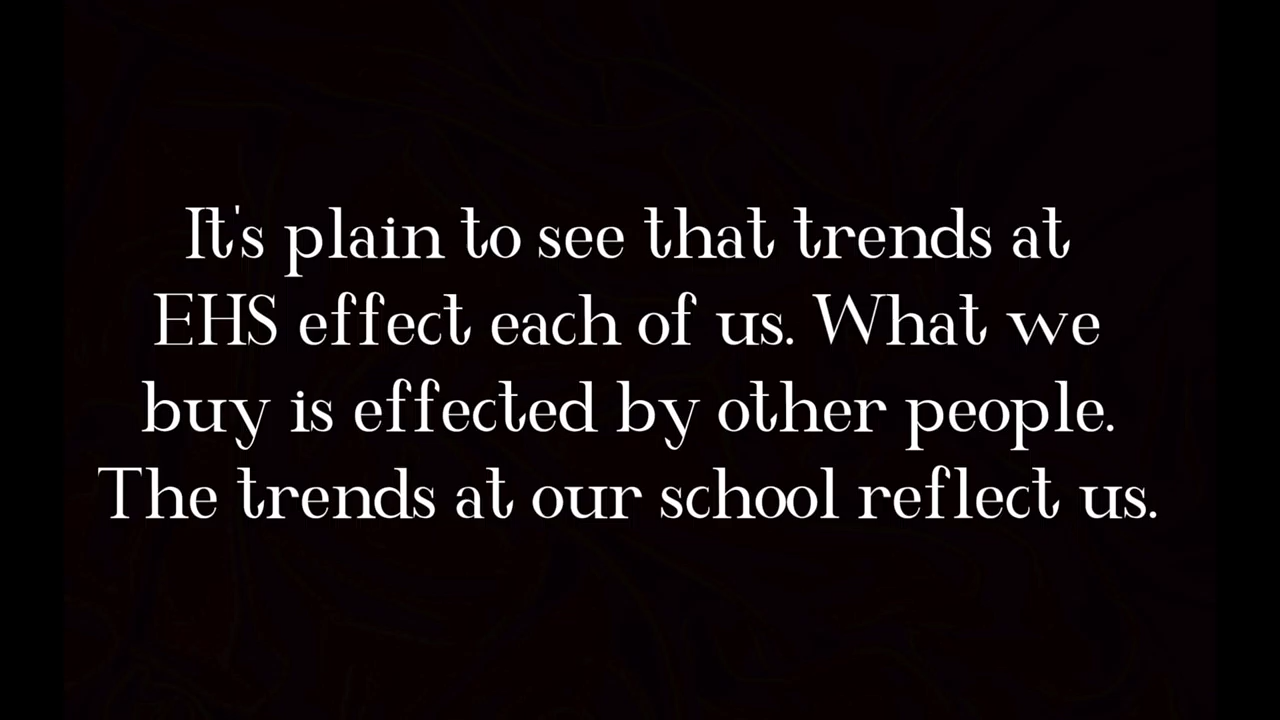 It's plain to see that trends at
EHS effect each of us. What we
buy is effected by other people.
The trends at our school reflect us.